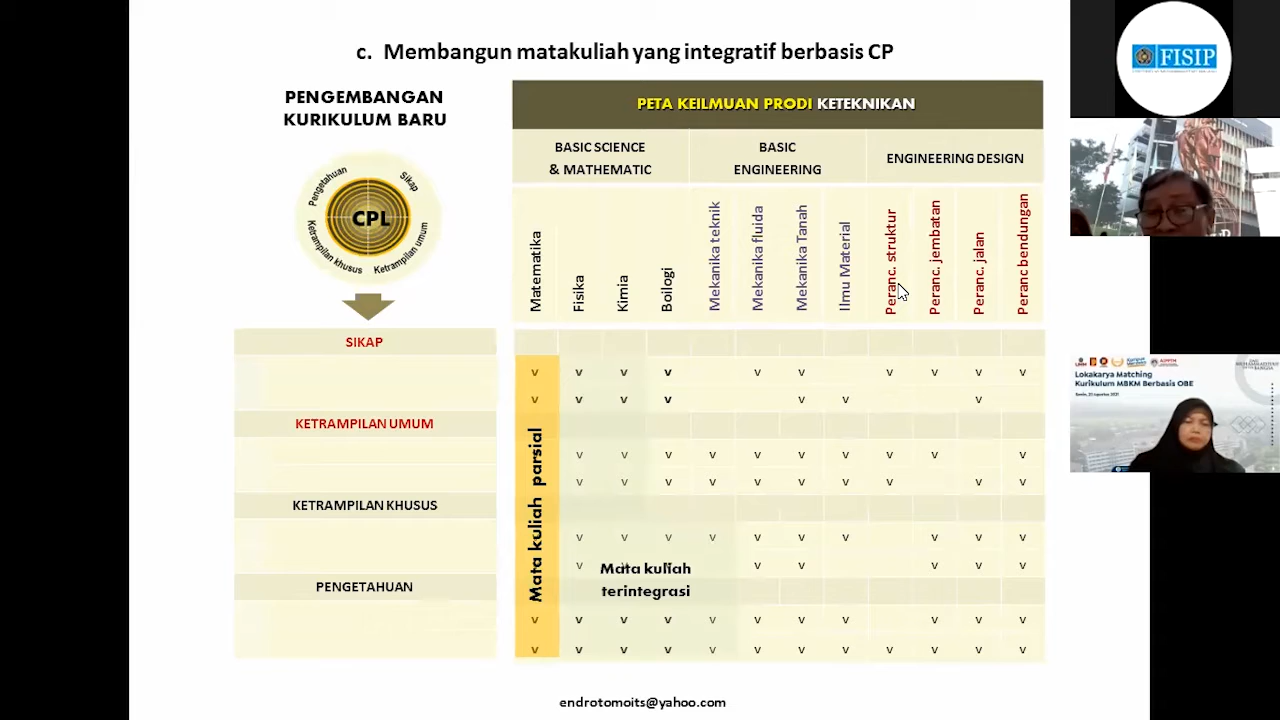 c. Membangun matakuliah yang integratif berbasis CP
PENGEMBANGAN
KURIKULUM BARU
Pengetahuan
Sikap
CPL
Ketrampilan khusus
Ketrampilan umum
PETA KEILMUAN PRODI KETEKNIKAN
BASIC SCIENCE
& MATHEMATIC
BASIC
ENGINEERING
ENGINEERING DESIGN
Matematika
Fisika
Kimia
Boilogi
Mekanika teknik
Mekanika fluida
Mekanika Tanah
Ilmu Material
Peranc. struktur
Peranc. jembatan
Peranc. jalan
Peranc bendungan
SIKAP
v v v v v v v v v v
v v v v v v v
KETRAMPILAN UMUM
v v v v v v v v v
v v v v v v v v v
KETRAMPILAN KHUSUS
v v v v v v v v v v
v v v v v v
PENGETAHUAN
v v v v v v v v v v v
v v v v v v v v v v v v
Mata kuliah parsial
Mata kuliah
terintegrasi
endrotomoits@yahoo.com
FISIP
Lokakarya Matching
Kurikulum MBKM Berbasis OBE